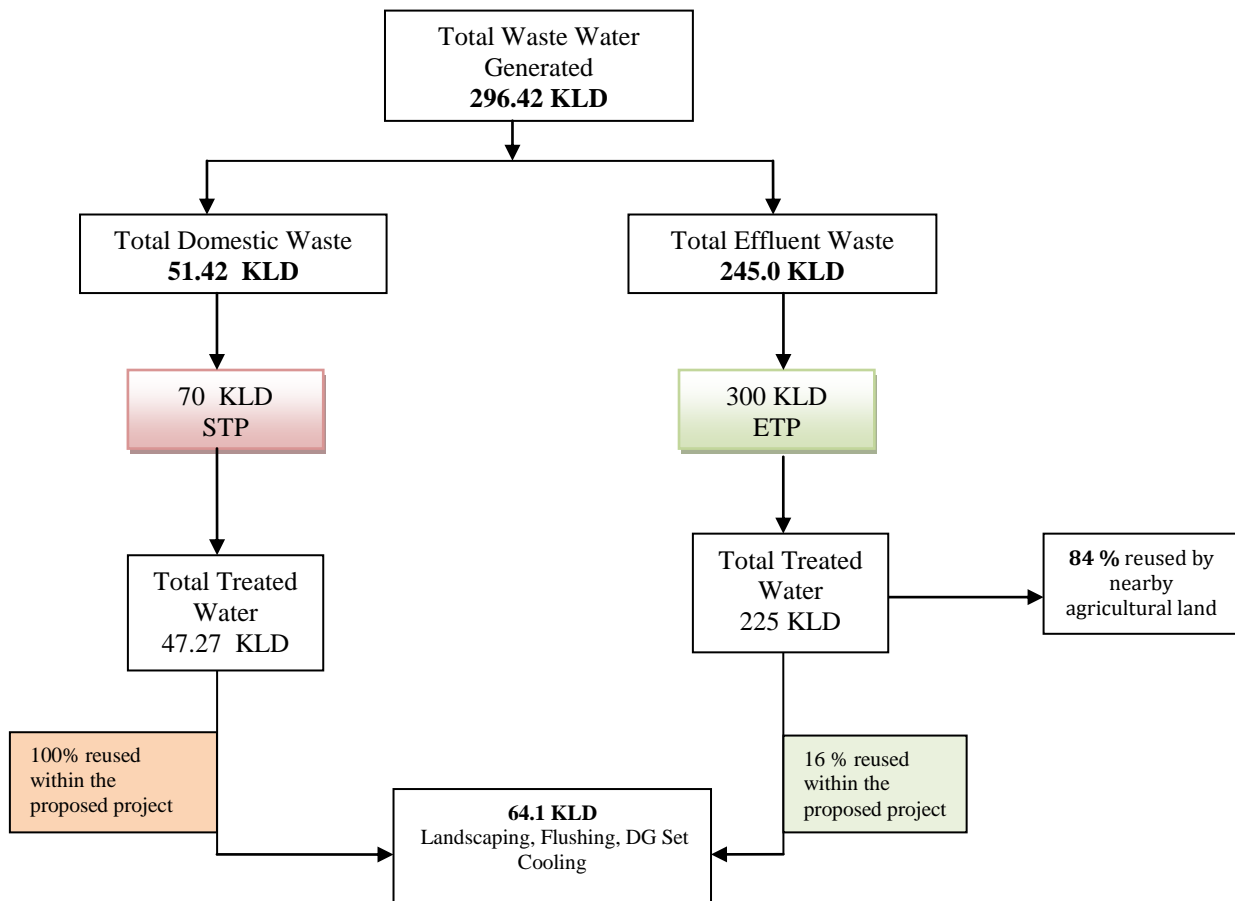 Total Waste Water
Generated
296.42 KLD
Total Domestic Waste
51.42 KLD
Total Effluent Waste
245.0 KLD
70 KLD
STP
300 KLD
ETP
Total Treated
Water
47.27 KLD
Total Treated
Water
225 KLD
84 % reused by
nearby
agricultural land
100% reused
within the
proposed project
16 % reused
within the
proposed project
64.1 KLD
Landscaping, Flushing, DG Set
Cooling